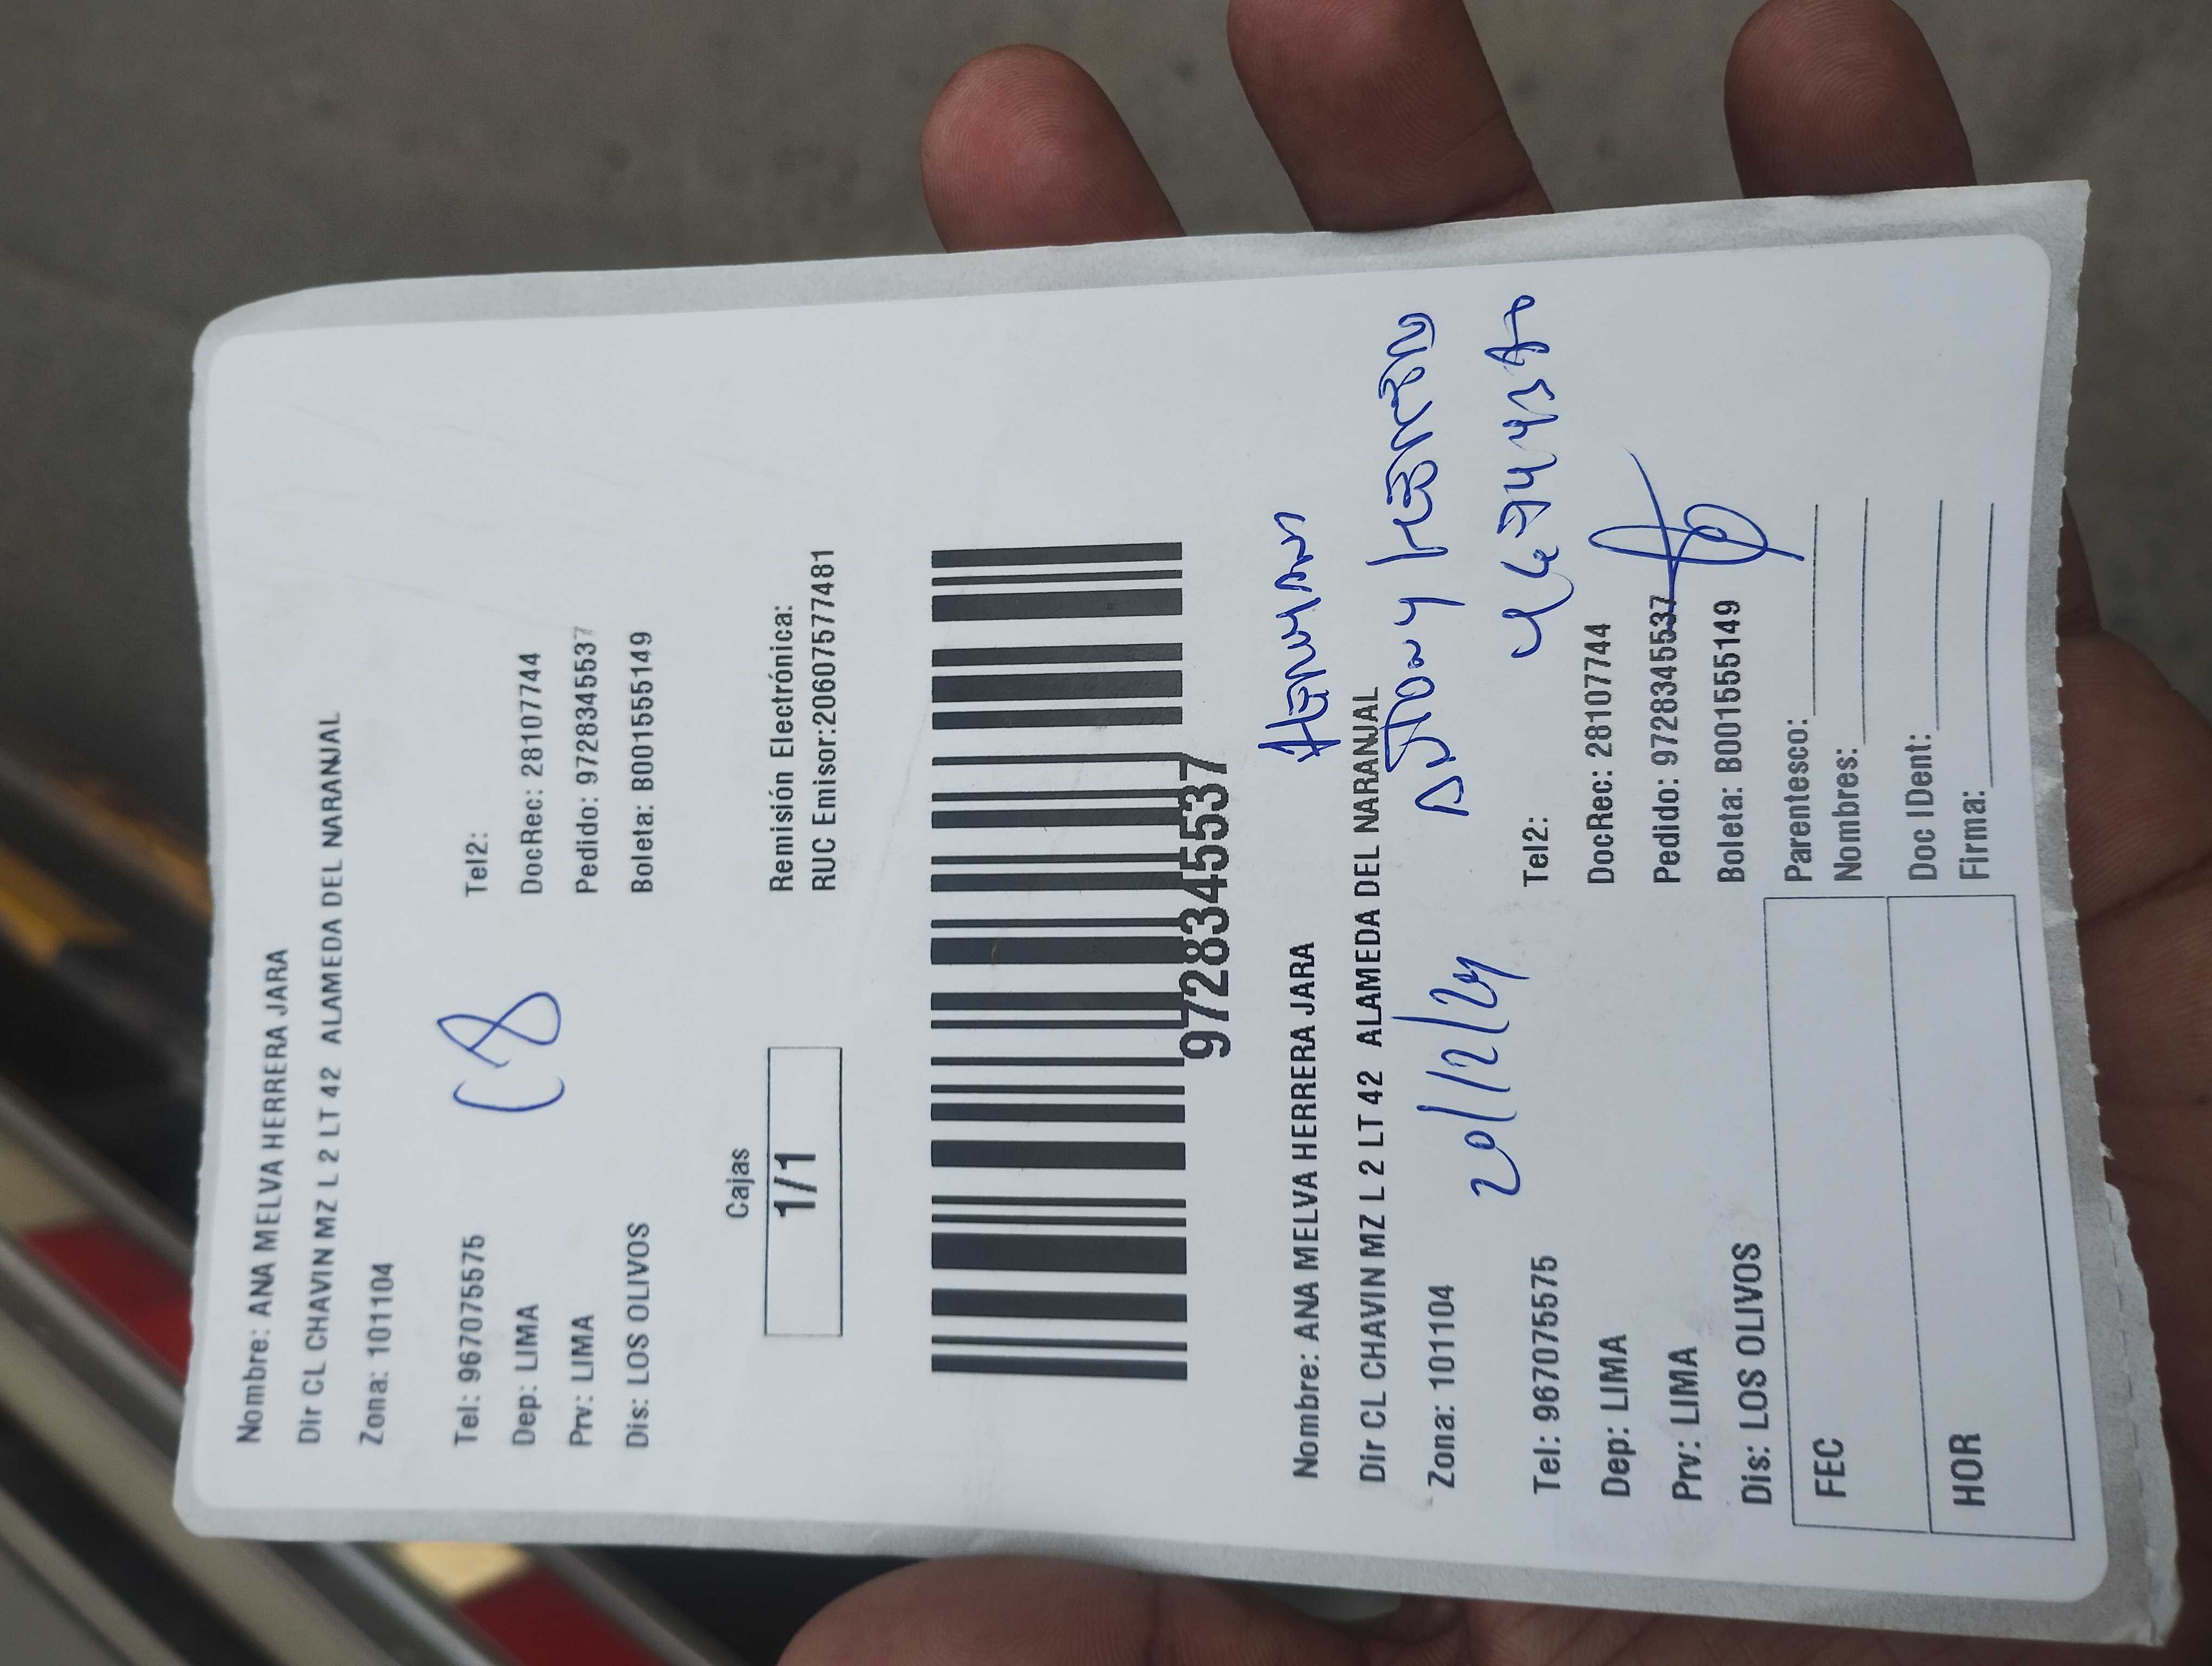 Nombre: ANA MELVA HERRERA JARA
Dir CL CHAVIN MZ L 2 LT 42 ALAMEDA DEL NARANJAL
Zona: 101104
Tel: 967075575 Tel2:
Dep: LIMA DocRec: 28107744
Prv: LIMA Pedido: 97283455537
Dis: LOS OLIVOS Boleta: B001555149
Cajas
1/1
Remisión Electrónica:
RUC Emisor:20607577481
97283455537
Nombre: ANA MELVA HERRERA JARA
Dir CL CHAVIN MZ L 2 LT 42 ALAMEDA DEL NARANJAL
Zona: 101104 20/12/24
Tel: 967075575 Tel2:
Dep: LIMA DocRec: 28107744
Prv: LIMA Pedido: 97283455537
Dis: LOS OLIVOS Boleta: B001555149
FEC Parentesco:
Nombres:
HOR Doc IDent:
Firma: